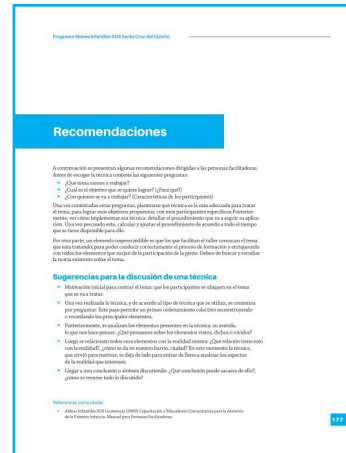 Programa Aldeas Infantiles SOS Santa Cruz del Quiché
Recomendaciones
A continuación se presentan algunas recomendaciones dirigidas a las personas facilitadoras.
Antes de escoger la técnica conteste las siguientes preguntas:
• ¿Qué tema vamos a trabajar?
• ¿Cuál es el objetivo que se quiere lograr? (¿Para qué?)
• ¿Con quienes se va a trabajar? (Características de los participantes)
Una vez contestadas estas preguntas, plantearse qué técnica es la más adecuada para tratar
el tema, para lograr esos objetivos propuestos, con esos participantes específicos.Posterior-
mente, ver cómo implementar esa técnica: detallar el procedimiento que va a seguir su aplica-
ción. Una vez precisado esto, calcular y ajustar el procedimiento de acuerdo a todo el tiempo
que se tiene disponible para ello.
Por otra parte, un elemento imprescindible es que los que facilitan el taller conozcan el tema
que esta tratando; para poder conducir correctamente el proceso de formación y enriquecerlo
con todos los elementos que surjan de la participación de la gente. Deben de buscar y estudiar
la teoría existente sobre el tema.
Sugerencias para la discusión de una técnica
• Motivación inicial para centrar el tema: que los participantes se ubiquen en el tema
que se va a tratar.
• Una vez realizada la técnica, y de acuerdo al tipo de técnica que se utiliza, se comienza
por preguntar. Este paso permite un primer ordenamiento colectivo reconstruyendo
o recordando los principales elementos.
• Posteriormente, se analizan los elementos presentes en la técnica: su sentido,
lo que nos hace pensar. ¿Qué pensamos sobre los elementos vistos, dichos o vividos?
• Luego se relacionan todos esos elementos con la realidad misma: ¿Qué relación tiene esto
con la realidad?, ¿cómo se da en nuestro barrio, ciudad? En este momento la técnica,
que sirvió para motivar, se deja de lado para entrar de lleno a analizar los aspectos
de la realidad que interesen.
• Llegar a una conclusión o síntesis discutiendo: ¿Qué conclusión puede sacarse de ello?,
¿cómo se resume todo lo discutido?
Referencia consultada:
• Aldeas Infantiles SOS Guatemala (2009) Capacitación a Educadoras Comunitarias para la Atención
de la Primera Infancia. Manual para Personas Facilitadoras.
177